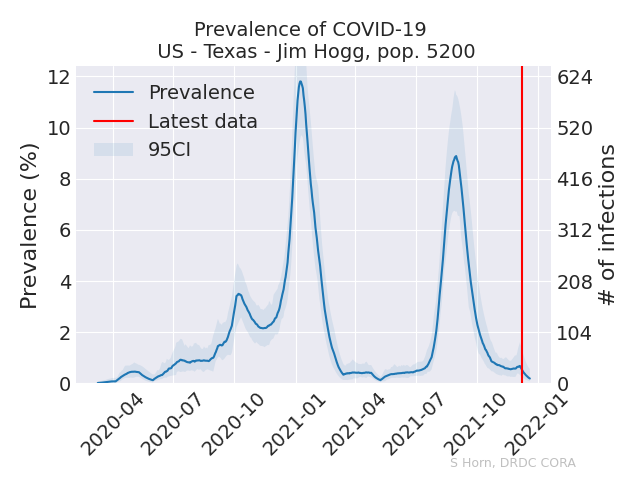 Prevalence of COVID-19
US - Texas - Jim Hogg, pop. 5200
Prevalence (%)
12
10
8
6
4
2
0
Prevalence
Latest data
95CI
624
520
416
312
208
104
0
# of infections
2020-04
2020-07
2020-10
2021-01
2021-04
2021-07
2021-10
2022-01
S Horn, DRDC CORA